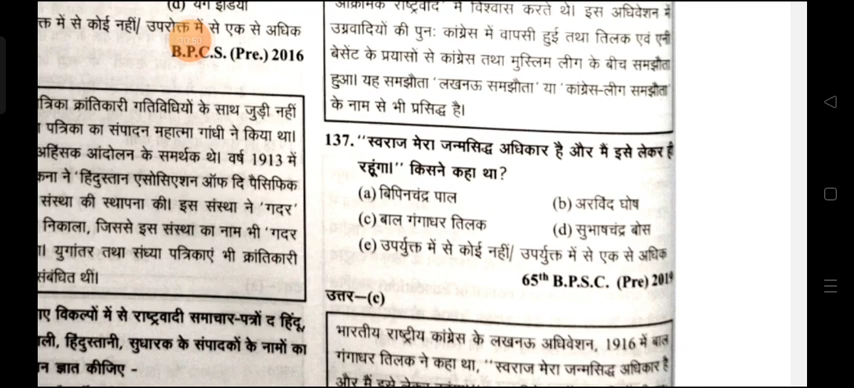 (d) यंग इंडिया
क्त में से कोई नहीं/ उपरोक्त में से एक से अधिक
B.P.C.S. (Pre.) 2016
त्रिका क्रांतिकारी गतिविधियों के साथ जुड़ी नहीं
पत्रिका का संपादन महात्मा गांधी ने किया था।
अहिंसक आंदोलन के समर्थक थे। वर्ष 1913 में
कना ने 'हिंदुस्तान एसोसिएशन ऑफ दि पैसिफिक
संस्था की स्थापना की। इस संस्था ने 'गदर'
निकाला, जिससे इस संस्था का नाम भी 'गदर
युगांतर तथा संध्या पत्रिकाएं भी क्रांतिकारी
संबंधित थीं।
ए विकल्पों में से राष्ट्रवादी समाचार-पत्रों द हिंदू,
ली, हिंदुस्तानी, सुधारक के संपादकों के नामों का
न ज्ञात कीजिए -
आक्रामक राष्ट्रवाद' में विश्वास करते थे। इस अधिवेशन में
उग्रवादियों की पुनः कांग्रेस में वापसी हुई तथा तिलक एवं एनी
बेसेंट के प्रयासों से कांग्रेस तथा मुस्लिम लीग के बीच समझौता
हुआ। यह समझौता 'लखनऊ समझौता' या 'कांग्रेस-लीग समझौता'
के नाम से भी प्रसिद्ध है।
137. ''स्वराज मेरा जन्मसिद्ध अधिकार है और मैं इसे लेकर ही
रहूंगा।'' किसने कहा था?
(a) बिपिनचंद्र पाल (b) अरविंद घोष
(c) बाल गंगाधर तिलक (d) सुभाषचंद्र बोस
(e) उपर्युक्त में से कोई नहीं/ उपर्युक्त में से एक से अधिक
65th B.P.S.C. (Pre) 2019
उत्तर—(c)
भारतीय राष्ट्रीय कांग्रेस के लखनऊ अधिवेशन, 1916 में बाल
गंगाधर तिलक ने कहा था, ''स्वराज मेरा जन्मसिद्ध अधिकार है
और मैं इसे लेकर